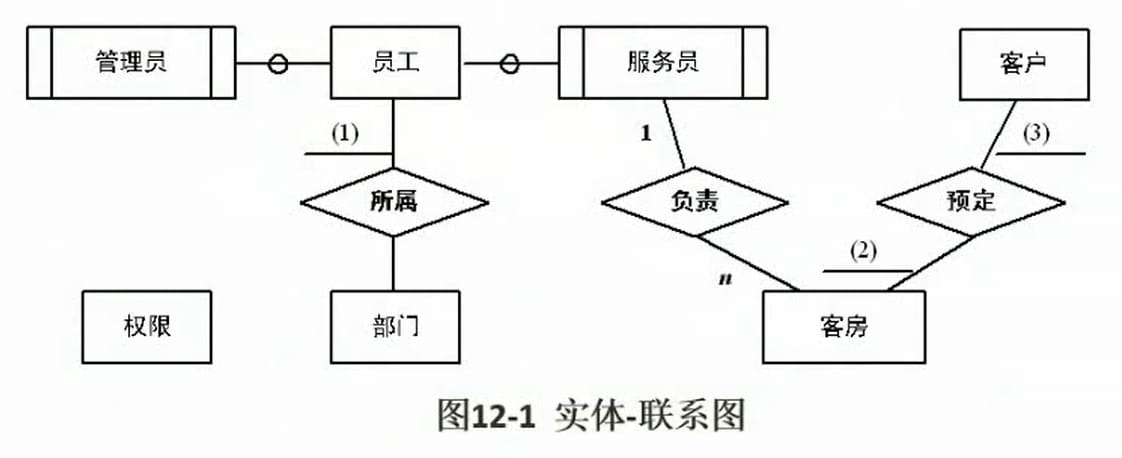 管理员 员工 服务员 客户
(1) 1 (3)
所属 负责 预定
(2)
n
权限 部门 客房
图12-1 实体-联系图